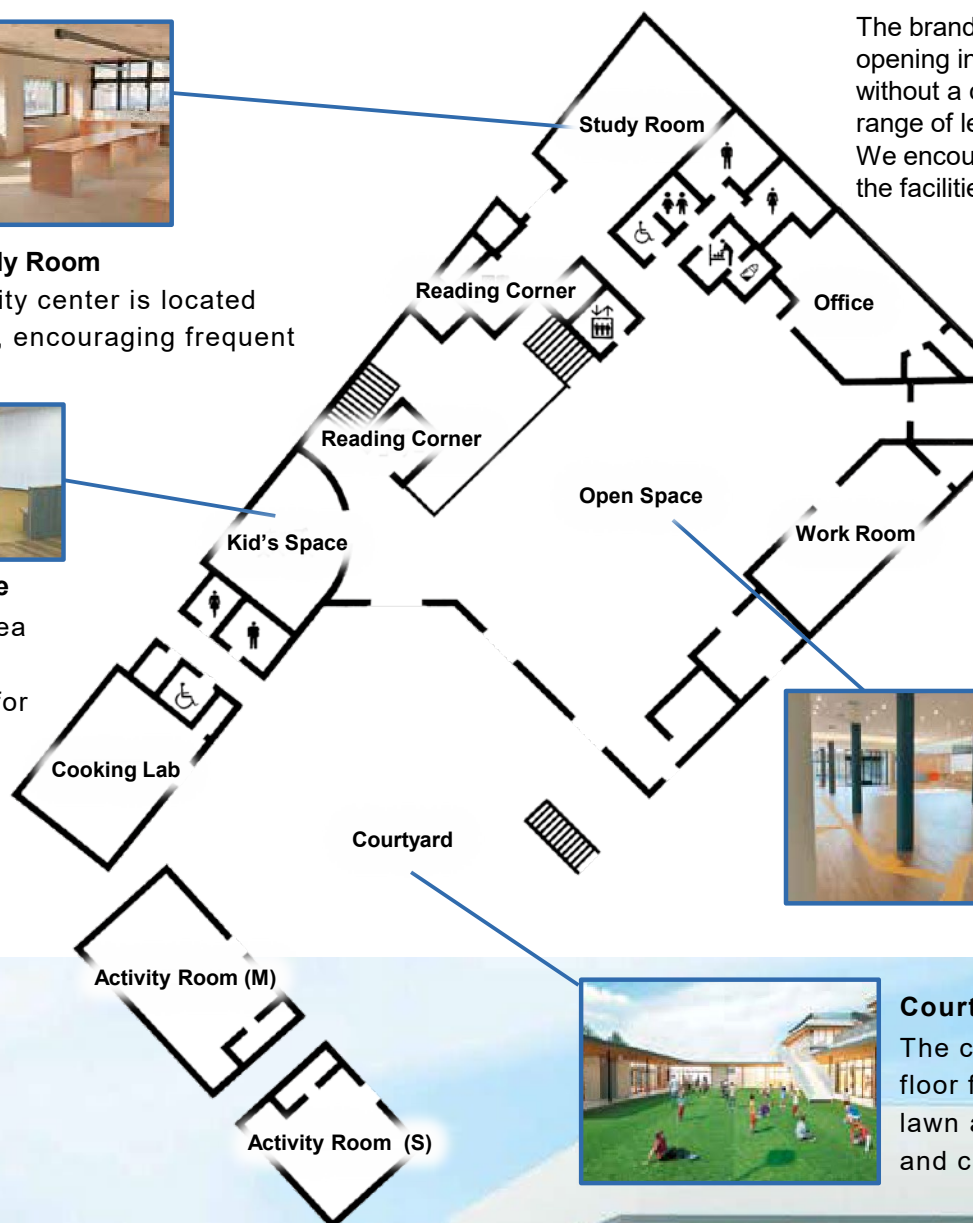 The brand
opening in
without a
range of le
We encou
the facilitie
Study Room
dy Room
ity center is located
, encouraging frequent
Reading Corner
Office
Reading Corner
Open Space
Kid's Space
Work Room
e
ea
for
Cooking Lab
Courtyard
Activity Room (M)
Activity Room (S)
Court
The c
floor f
lawn a
and c